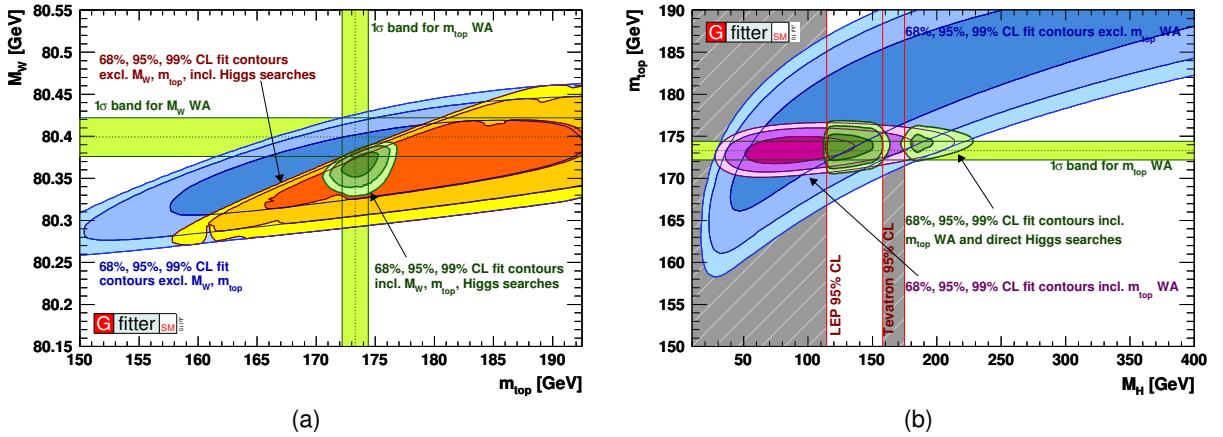 80.55
80.5
80.45
80.4
80.35
80.3
80.25
80.2
80.15
M_W [GeV]
1σ band for m_top WA
68%, 95%, 99% CL fit contours
excl. M_W, m_top, incl. Higgs searches
1σ band for M_W WA
68%, 95%, 99% CL fit
contours excl. M_W, m_top
68%, 95%, 99% CL fit contours
incl. M_W, m_top, Higgs searches
G fitter SM
150 155 160 165 170 175 180 185 190
m_top [GeV]
(a)
190
185
180
175
170
165
160
155
150
m_top [GeV]
G fitter SM
68%, 95%, 99% CL fit contours excl. m_top WA
1σ band for m_top WA
68%, 95%, 99% CL fit contours incl.
m_top WA and direct Higgs searches
68%, 95%, 99% CL fit contours incl. m_top WA
LEP 95% CL
Tevatron 95% CL
50 100 150 200 250 300 350 400
M_H [GeV]
(b)